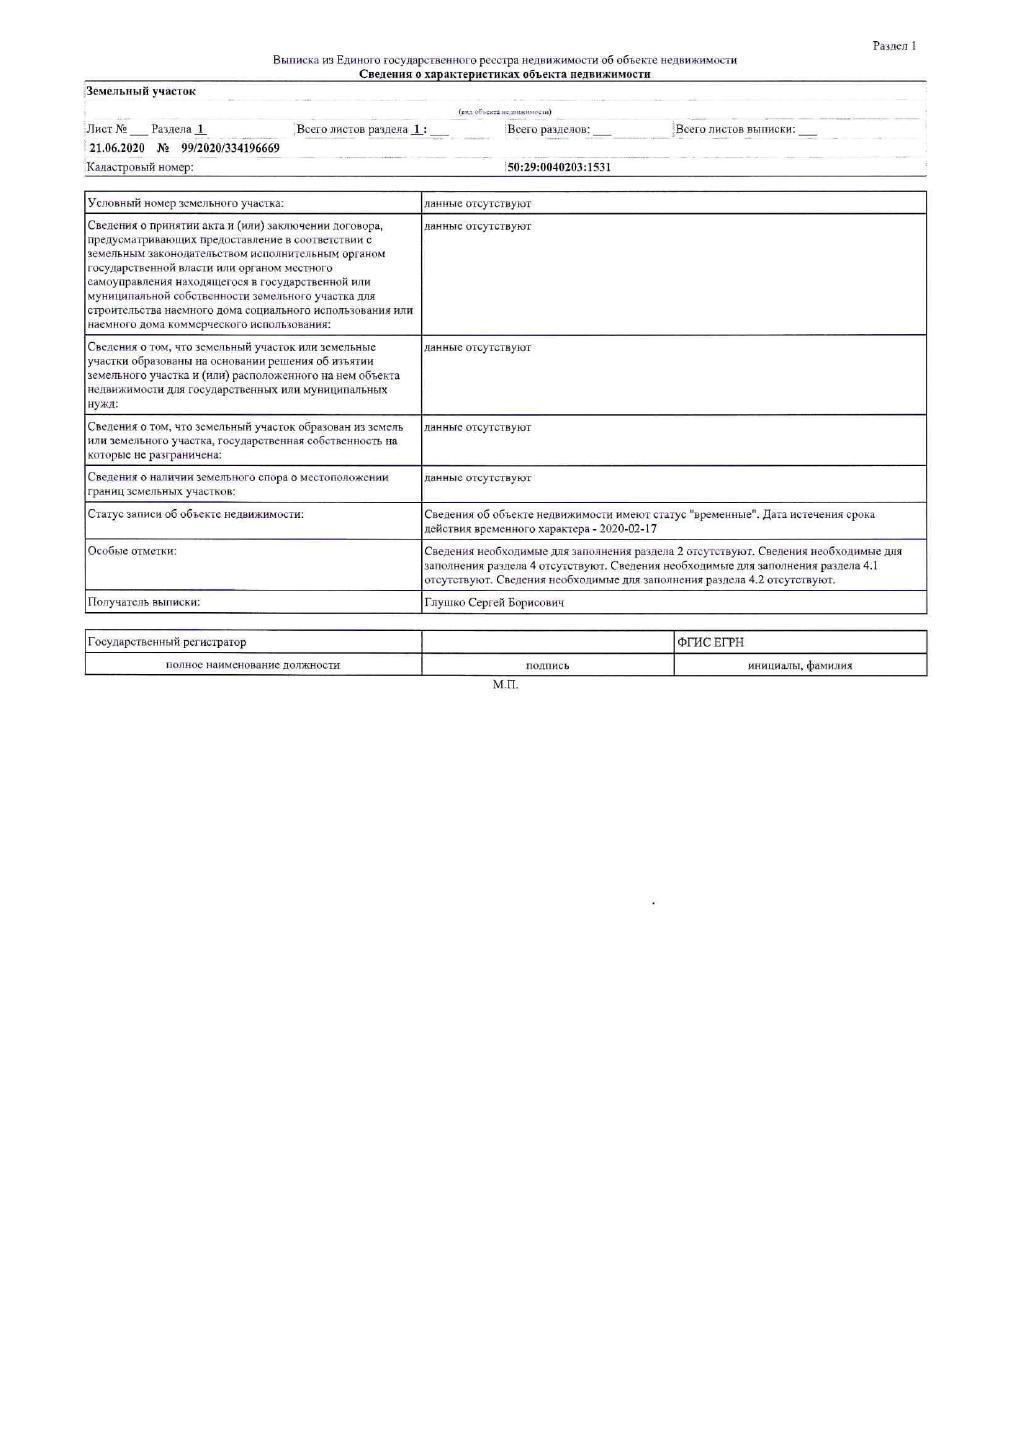 Раздел 1
Выписка из Единого государственного реестра недвижимости об объекте недвижимости
Сведения о характеристиках объекта недвижимости
Земельный участок
(вид объекта недвижимости)
Лист № ___ Раздела 1 Всего листов раздела 1 : ___ Всего разделов: ___ Всего листов выписки: ___
21.06.2020 № 99/2020/334196669
Кадастровый номер: 50:29:0040203:1531
Условный номер земельного участка: данные отсутствуют
Сведения о принятии акта и (или) заключении договора, данные отсутствуют
предусматривающих предоставление в соответствии с
земельным законодательством исполнительным органом
государственной власти или органом местного
самоуправления находящегося в государственной или
муниципальной собственности земельного участка для
строительства наемного дома социального использования или
наемного дома коммерческого использования:
Сведения о том, что земельный участок или земельные данные отсутствуют
участки образованы на основании решения об изъятии
земельного участка и (или) расположенного на нем объекта
недвижимости для государственных или муниципальных
нужд:
Сведения о том, что земельный участок образован из земель данные отсутствуют
или земельного участка, государственная собственность на
которые не разграничена:
Сведения о наличии земельного спора о местоположении данные отсутствуют
границ земельных участков:
Статус записи об объекте недвижимости: Сведения об объекте недвижимости имеют статус "временные". Дата истечения срока
действия временного характера - 2020-02-17
Особые отметки: Сведения необходимые для заполнения раздела 2 отсутствуют. Сведения необходимые для
заполнения раздела 4 отсутствуют. Сведения необходимые для заполнения раздела 4.1
отсутствуют. Сведения необходимые для заполнения раздела 4.2 отсутствуют.
Получатель выписки: Глушко Сергей Борисович
Государственный регистратор ФГИС ЕГРН
полное наименование должности подпись инициалы, фамилия
М.П.